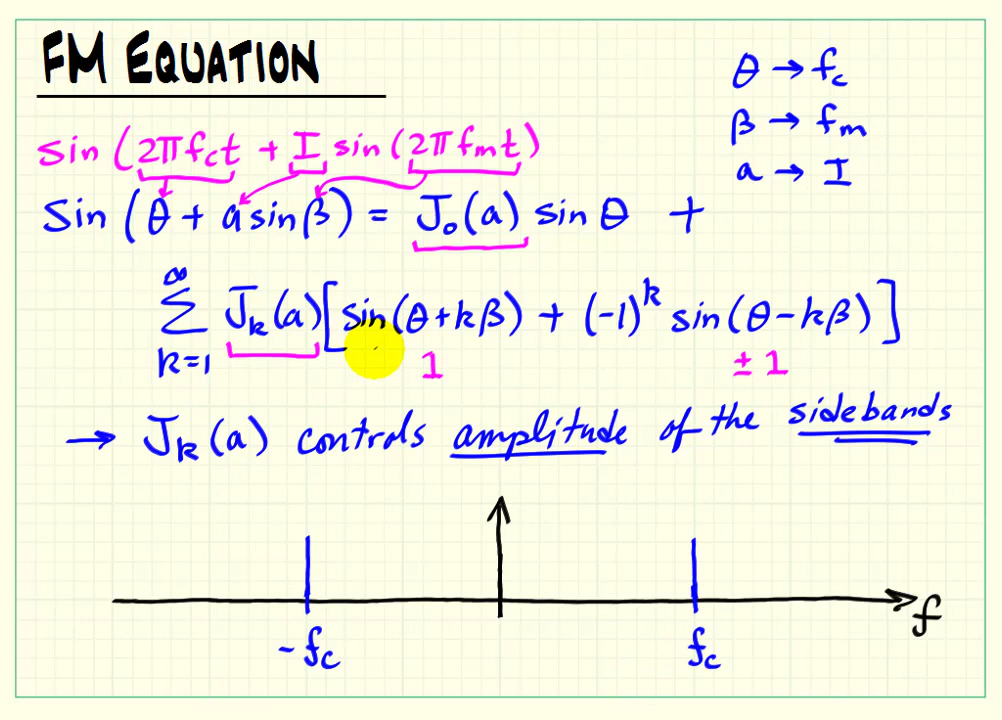 FM EQUATION
θ → fc
β → fm
a → I
sin (2πfct + I sin (2πfmt)
Sin (θ + a sin β) = J₀(a) sin θ +
∞
Σ Jk(a) [sin(θ+kβ) + (-1)^k sin(θ-kβ)]
k=1
1 ± 1
→ Jk(a) controls amplitude of the sidebands
f
-fc fc